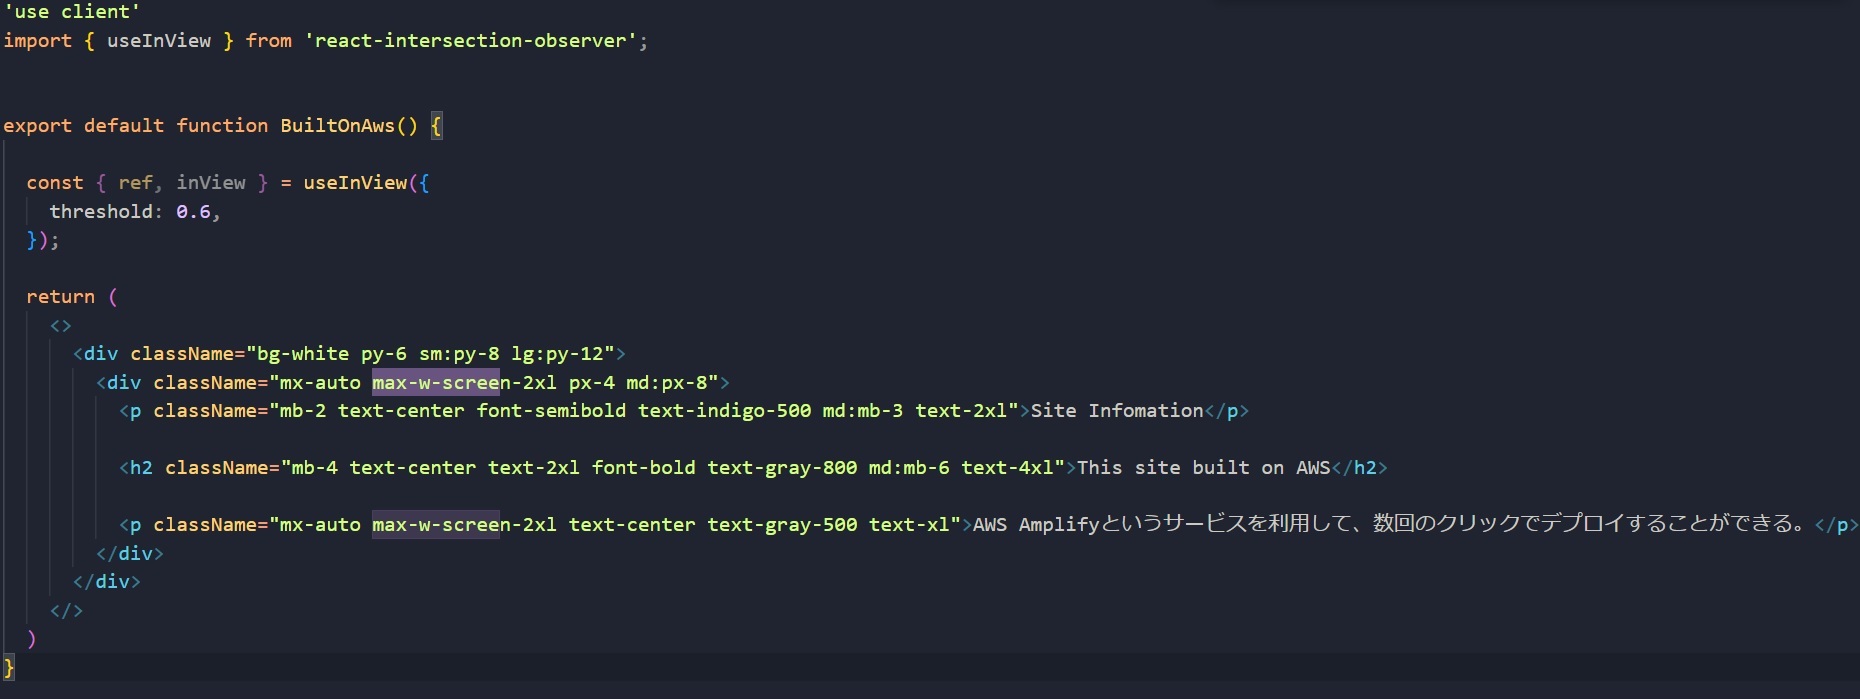 'use client'
import { useInView } from 'react-intersection-observer';
export default function BuiltOnAws() {
const { ref, inView } = useInView({
threshold: 0.6,
});
return (
<>
<div className="bg-white py-6 sm:py-8 lg:py-12">
<div className="mx-auto max-w-screen-2xl px-4 md:px-8">
<p className="mb-2 text-center font-semibold text-indigo-500 md:mb-3 text-2xl">Site Infomation</p>
<h2 className="mb-4 text-center text-2xl font-bold text-gray-800 md:mb-6 text-4xl">This site built on AWS</h2>
<p className="mx-auto max-w-screen-2xl text-center text-gray-500 text-xl">AWS Amplifyというサービスを利用して、数回のクリックでデプロイすることができる。</p>
</div>
</div>
</>
)
}